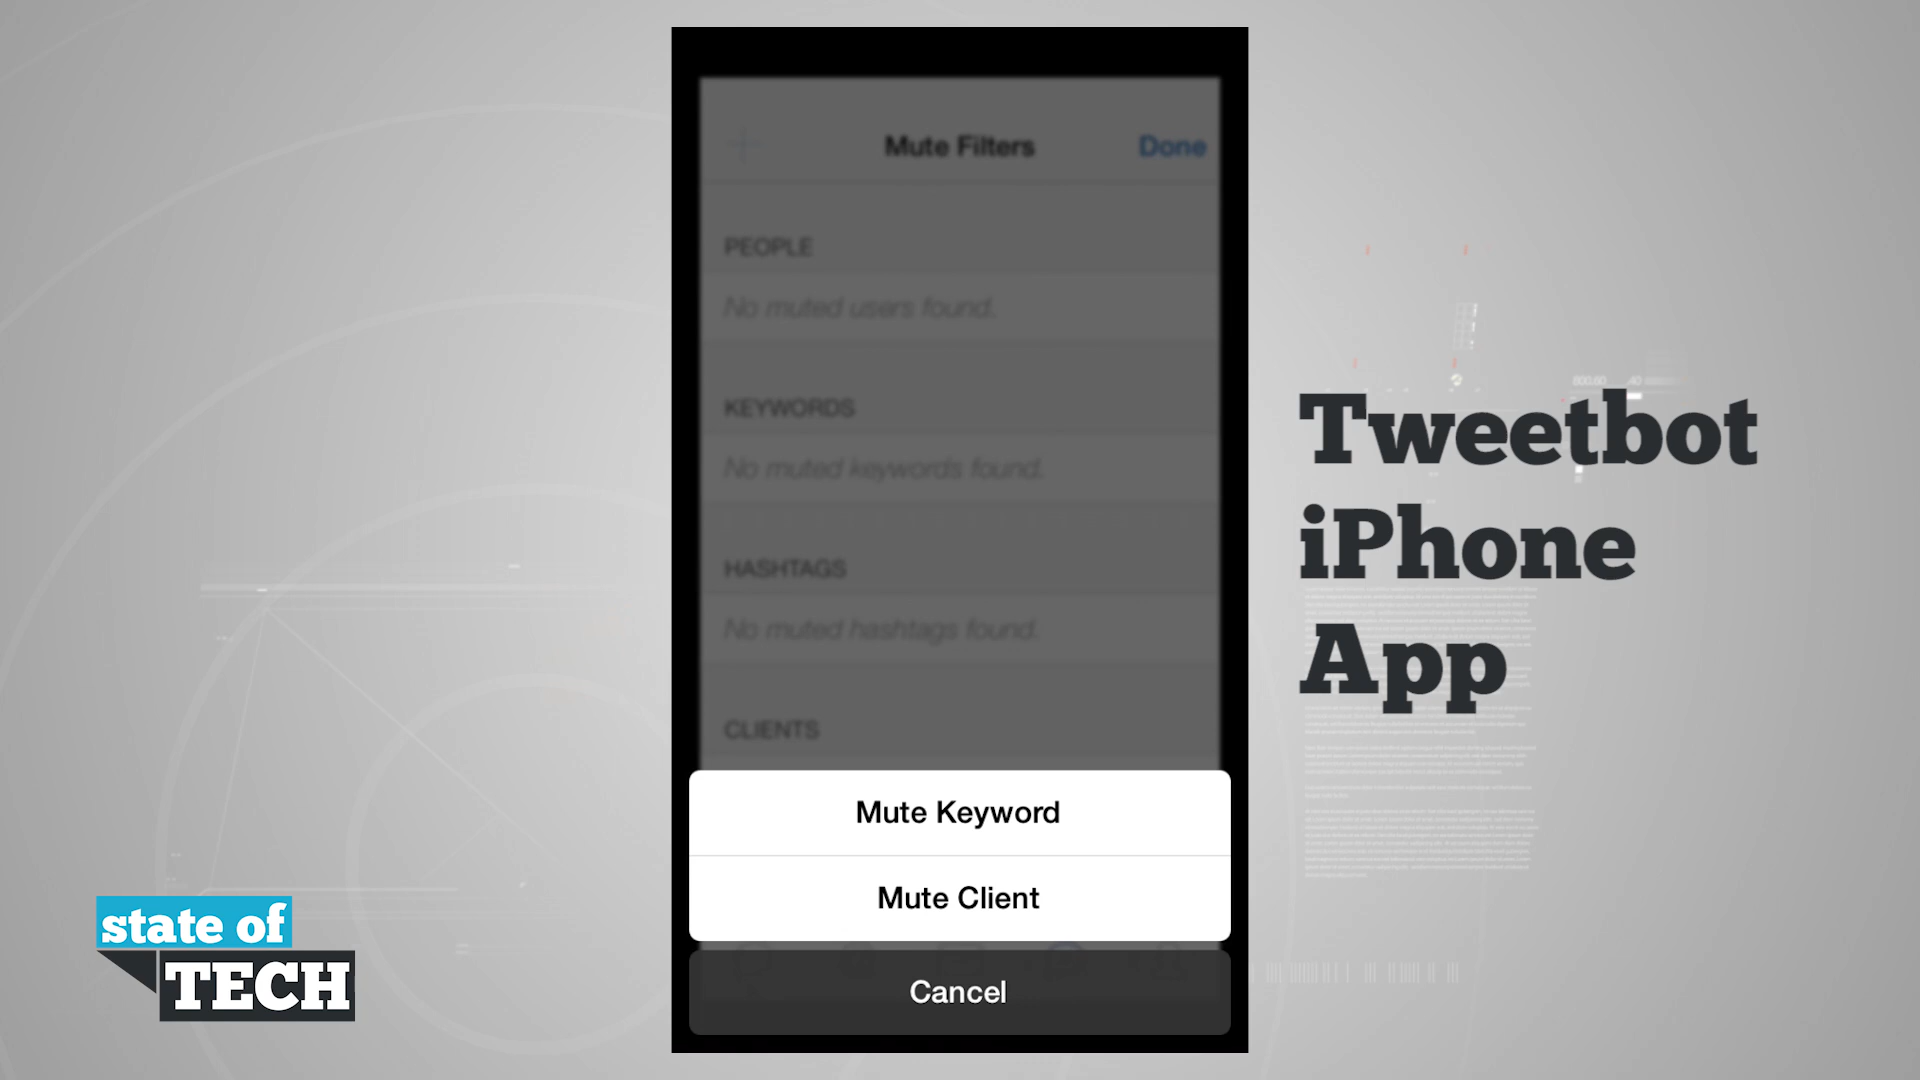 Mute Filters
Done
PEOPLE
No muted users found.
KEYWORDS
No muted keywords found.
HASHTAGS
No muted hashtags found.
CLIENTS
Mute Keyword
Mute Client
Cancel
Tweetbot
iPhone
App
state of
TECH